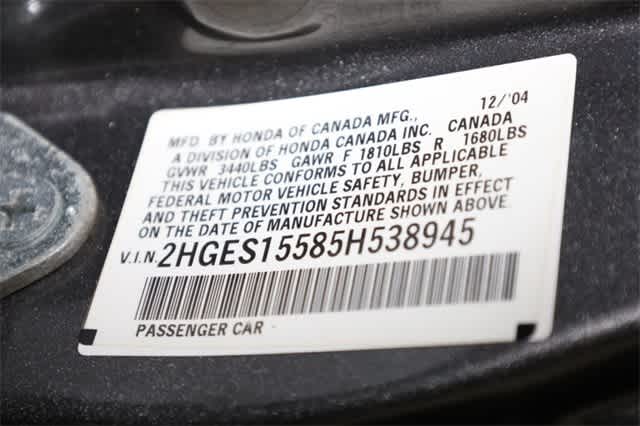 MFD. BY HONDA OF CANADA MFG., 12/'04
A DIVISION OF HONDA CANADA INC. CANADA
GVWR 3440LBS GAWR F 1810LBS R 1680LBS
THIS VEHICLE CONFORMS TO ALL APPLICABLE
FEDERAL MOTOR VEHICLE SAFETY, BUMPER,
AND THEFT PREVENTION STANDARDS IN EFFECT
ON THE DATE OF MANUFACTURE SHOWN ABOVE.
V.I.N. 2HGES15585H538945
PASSENGER CAR